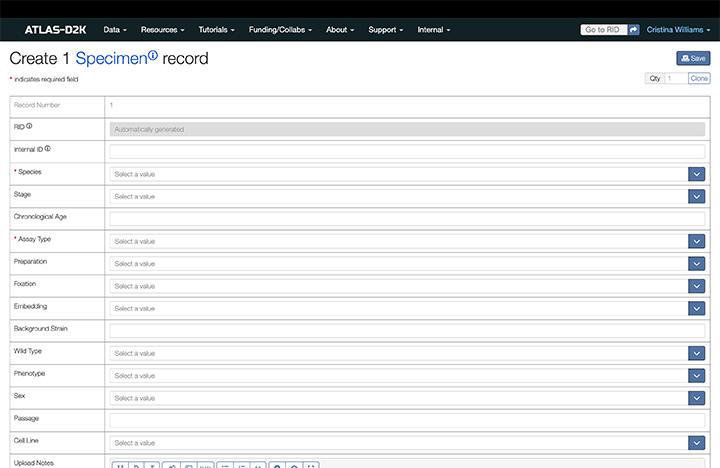 ATLAS-D2K Data Resources Tutorials Funding/Collabs About Support Internal Go to RID Cristina Williams
Create 1 Specimen record
Save
* indicates required field
Qty 1 Clone
Record Number 1
RID Automatically generated
Internal ID
* Species Select a value
Stage Select a value
Chronological Age
* Assay Type Select a value
Preparation Select a value
Fixation Select a value
Embedding Select a value
Background Strain
Wild Type Select a value
Phenotype Select a value
Sex Select a value
Passage
Cell Line Select a value
Upload Notes